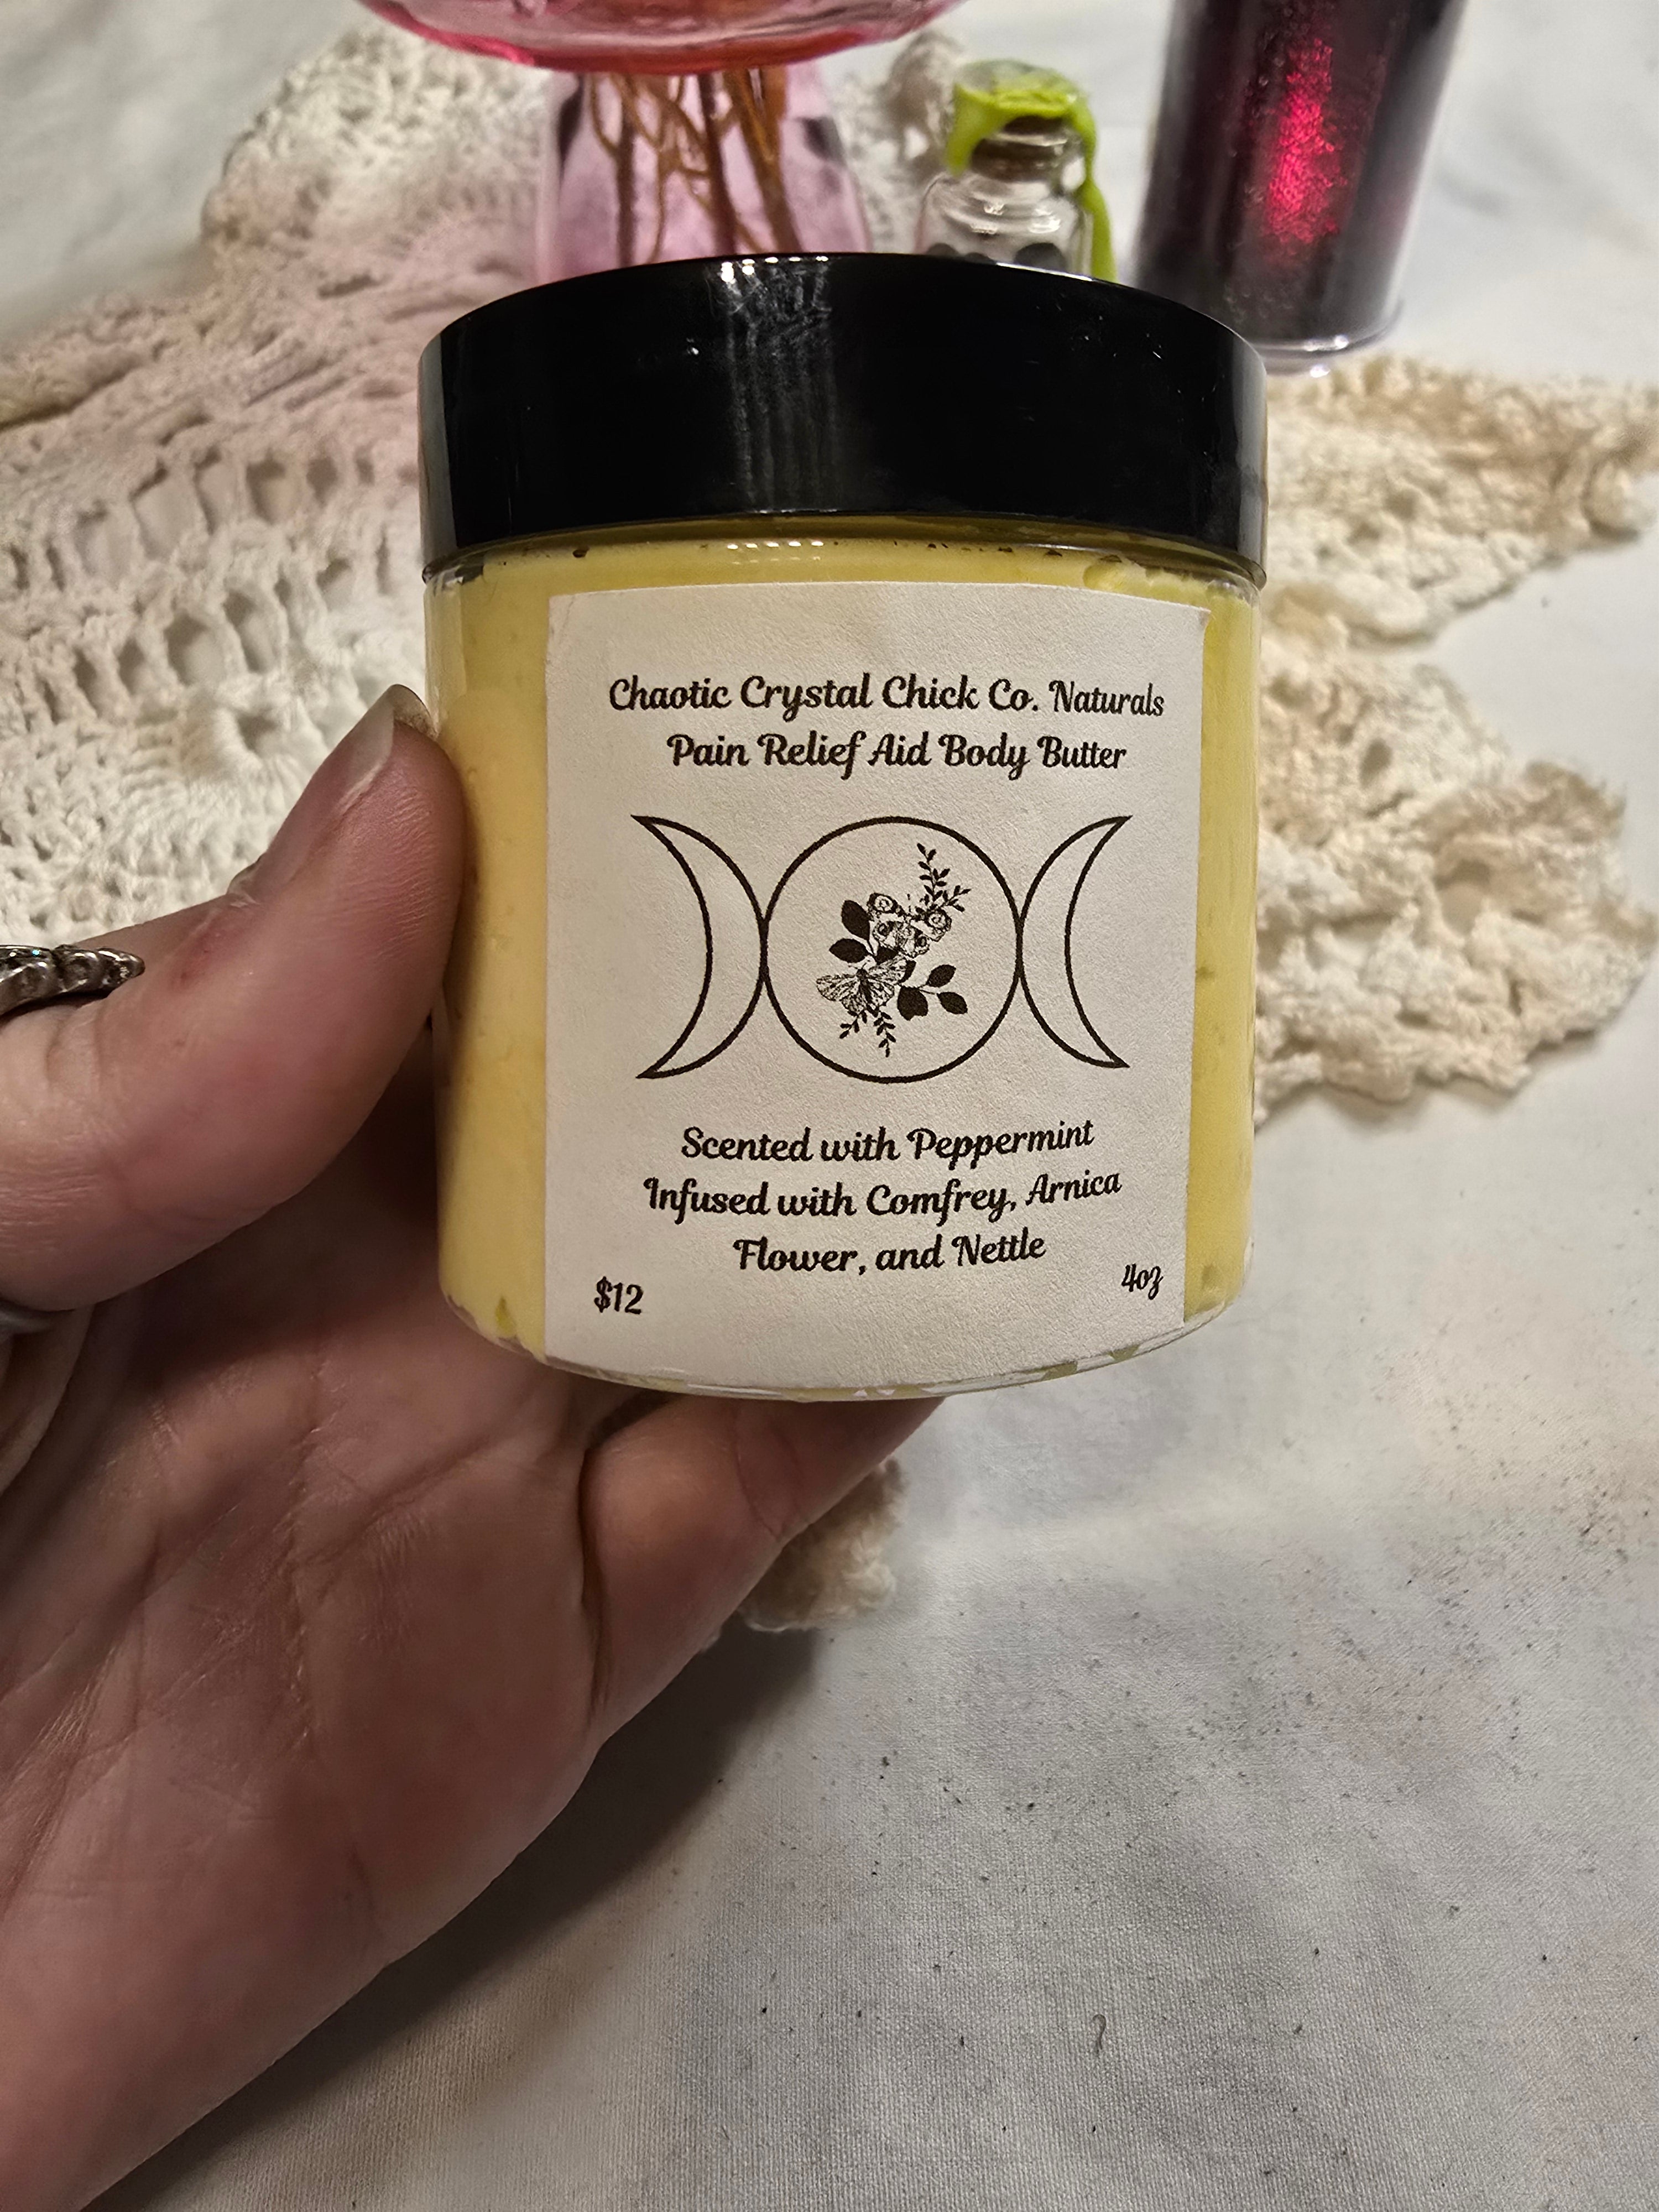 Chaotic Crystal Chick Co. Naturals
Pain Relief Aid Body Butter
Scented with Peppermint
Infused with Comfrey, Arnica
Flower, and Nettle
$12
4oz